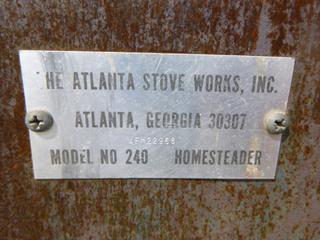 HE ATLANTA STOVE WORKS, INC.
ATLANTA, GEORGIA 30307
MODEL NO 240 HOMESTEADER